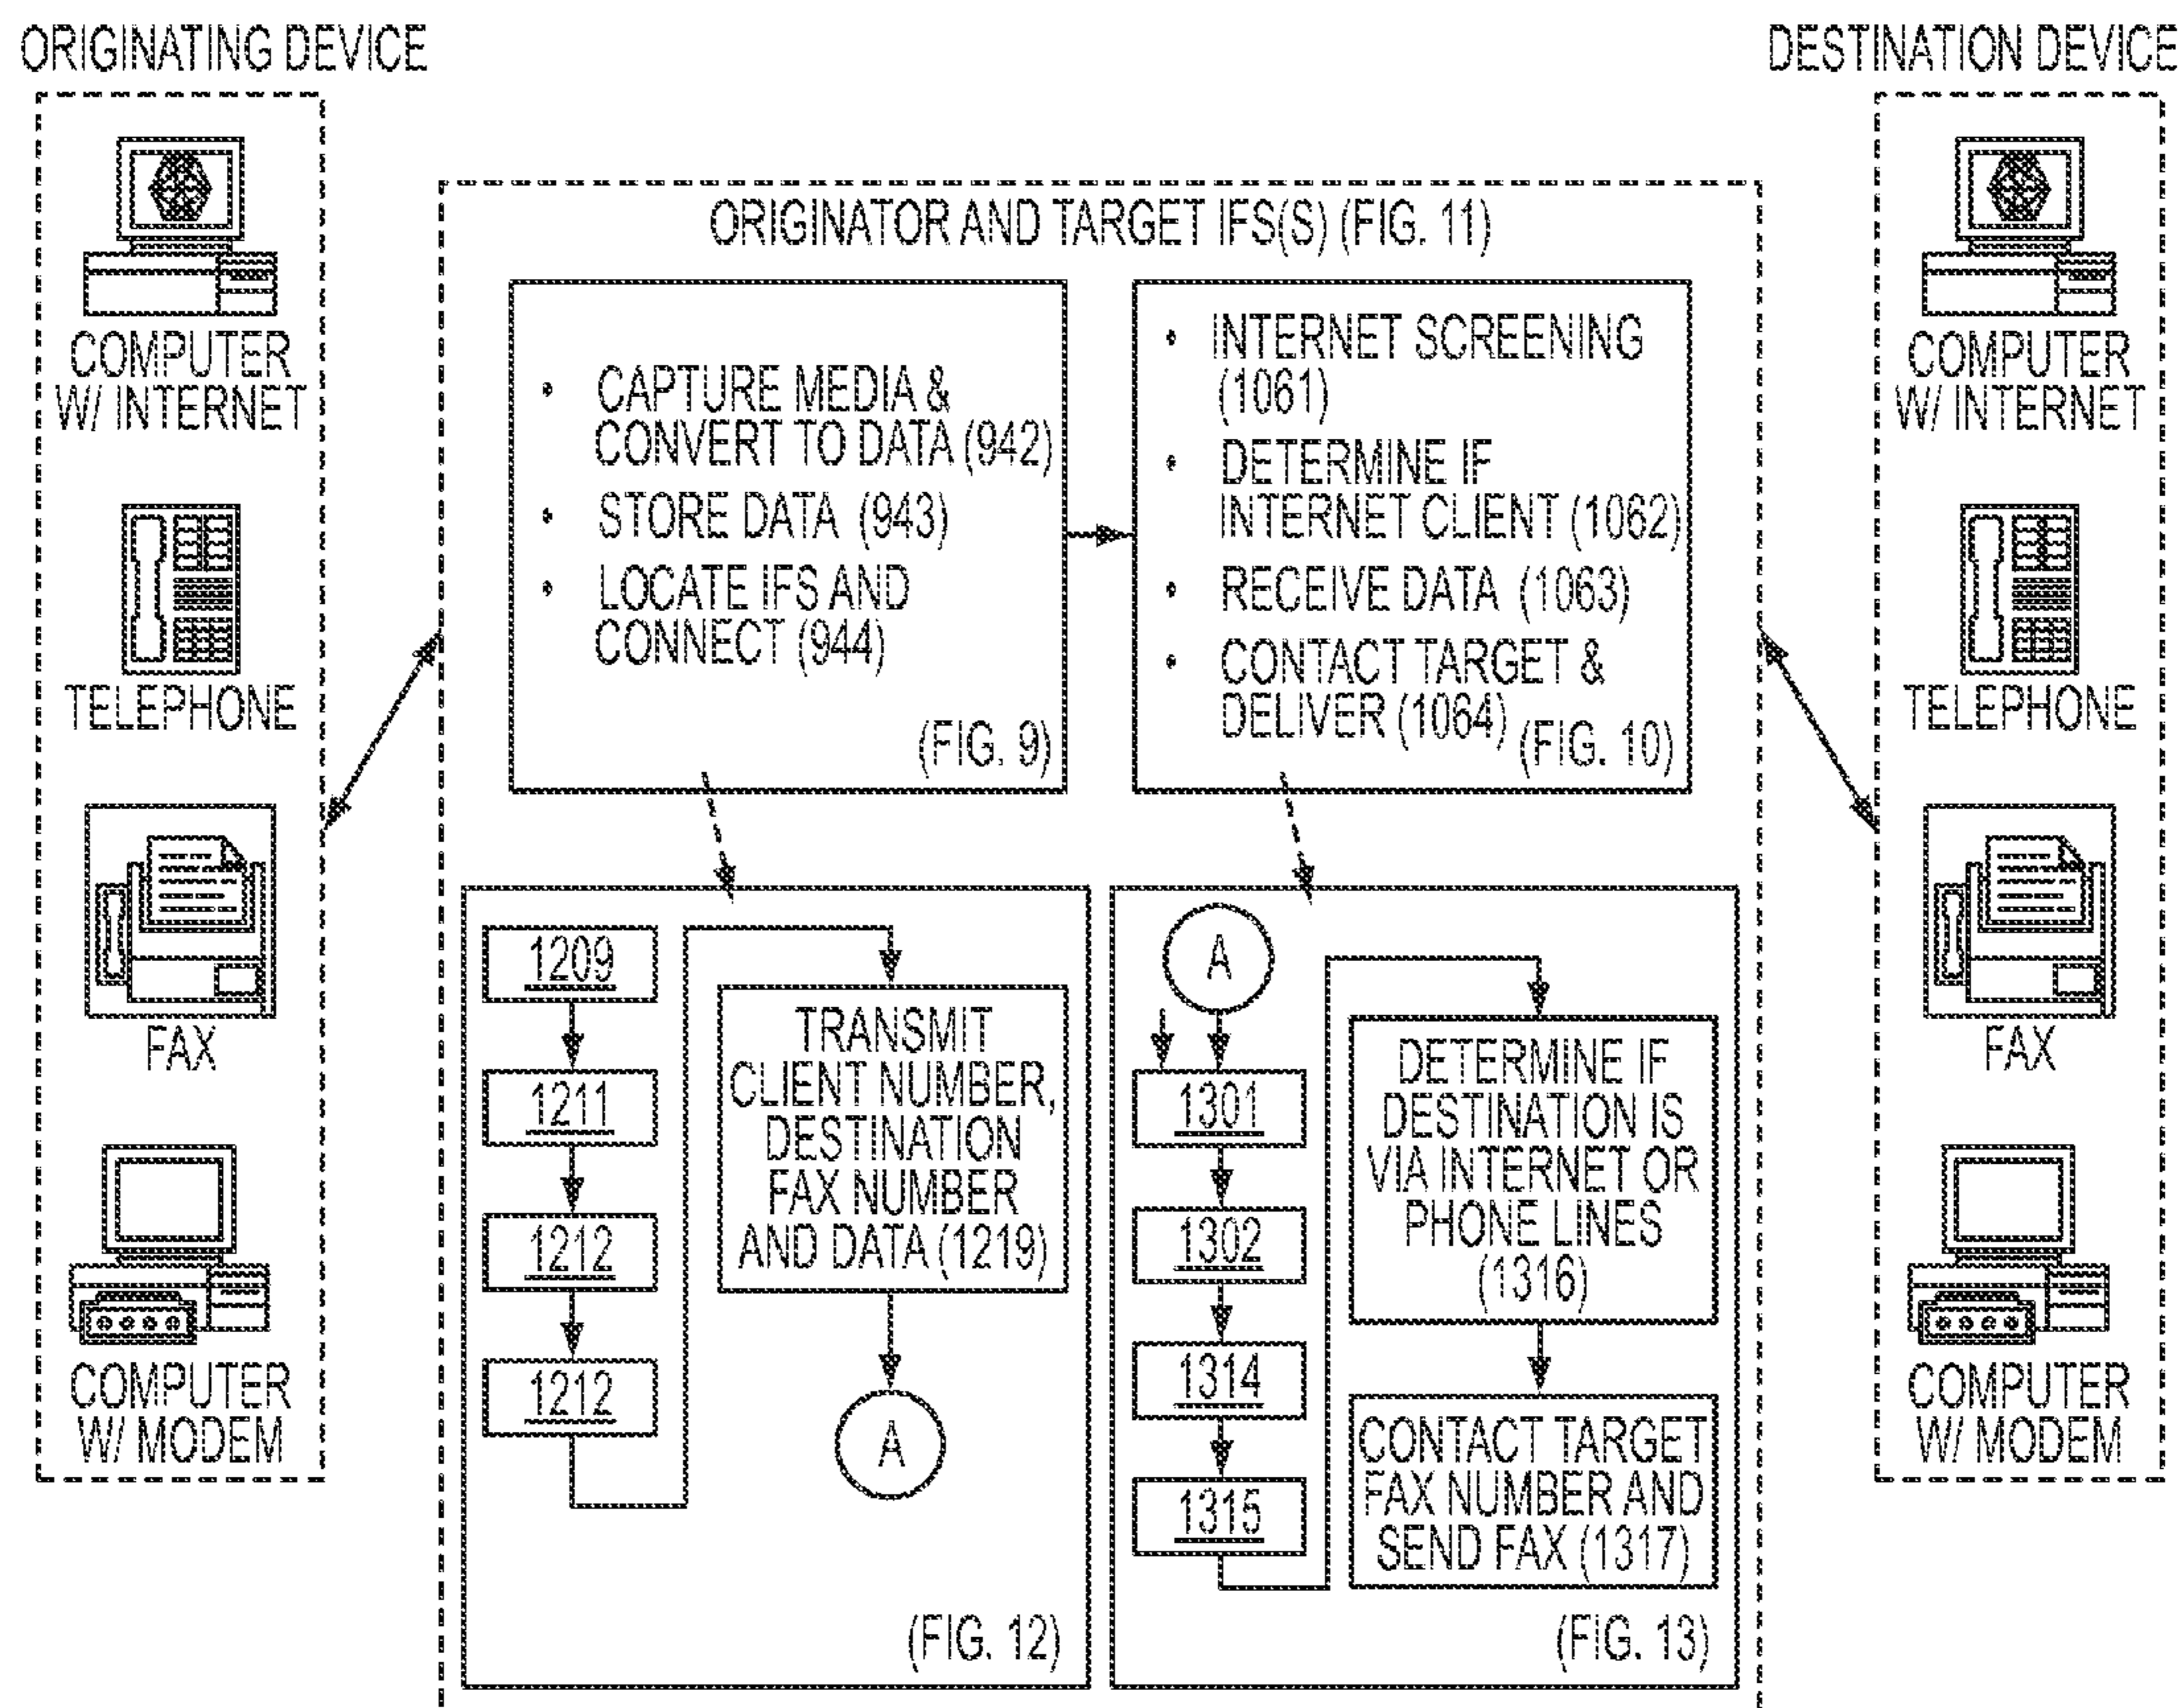 ORIGINATING DEVICE
COMPUTER
W/ INTERNET
TELEPHONE
FAX
COMPUTER
W/ MODEM
ORIGINATOR AND TARGET IFS(S) (FIG. 11)
• CAPTURE MEDIA &
CONVERT TO DATA (942)
• STORE DATA (943)
• LOCATE IFS AND
CONNECT (944)
(FIG. 9)
• INTERNET SCREENING
(1061)
• DETERMINE IF
INTERNET CLIENT (1062)
• RECEIVE DATA (1063)
• CONTACT TARGET &
DELIVER (1064)
(FIG. 10)
1209
1211
1212
1212
TRANSMIT
CLIENT NUMBER,
DESTINATION
FAX NUMBER
AND DATA (1219)
A
(FIG. 12)
A
1301
1302
1314
1315
DETERMINE IF
DESTINATION IS
VIA INTERNET OR
PHONE LINES
(1316)
CONTACT TARGET
FAX NUMBER AND
SEND FAX (1317)
(FIG. 13)
DESTINATION DEVICE
COMPUTER
W/ INTERNET
TELEPHONE
FAX
COMPUTER
W/ MODEM